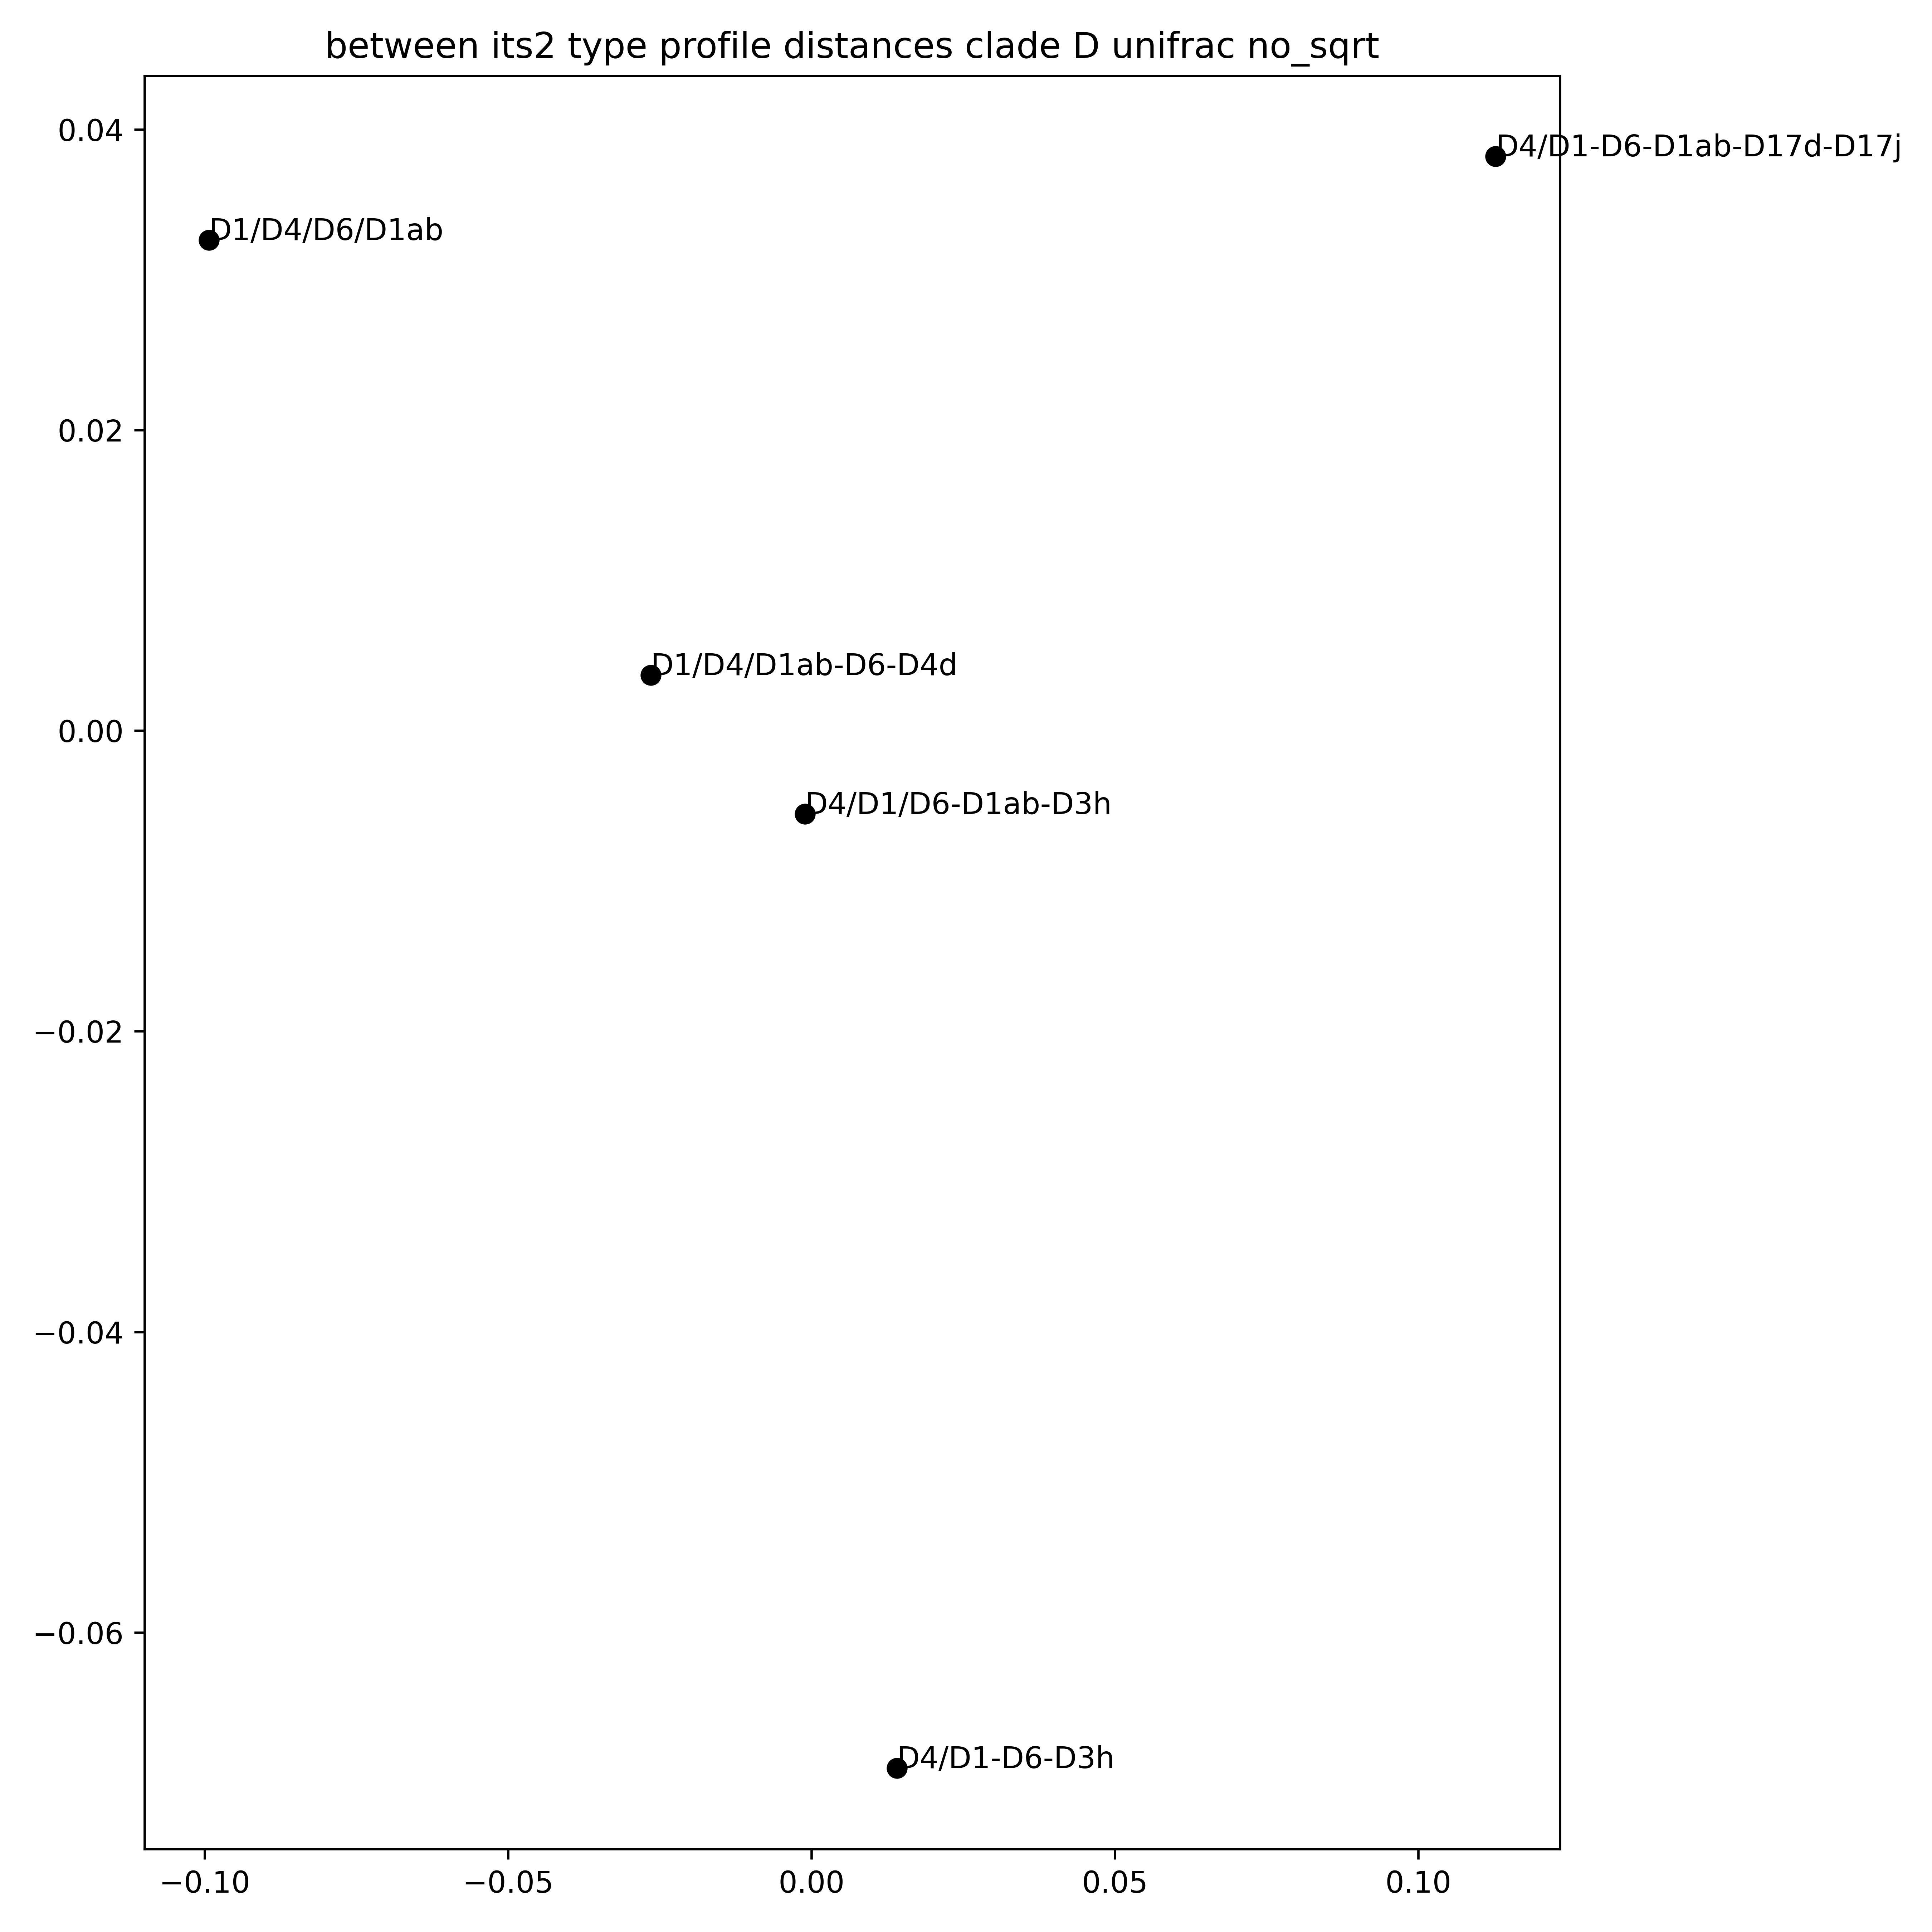 between its2 type profile distances clade D unifrac no_sqrt
0.04
D4/D1-D6-D1ab-D17d-D17j
D1/D4/D6/D1ab
0.02
D1/D4/D1ab-D6-D4d
0.00
D4/D1/D6-D1ab-D3h
−0.02
−0.04
−0.06
D4/D1-D6-D3h
−0.10 −0.05 0.00 0.05 0.10